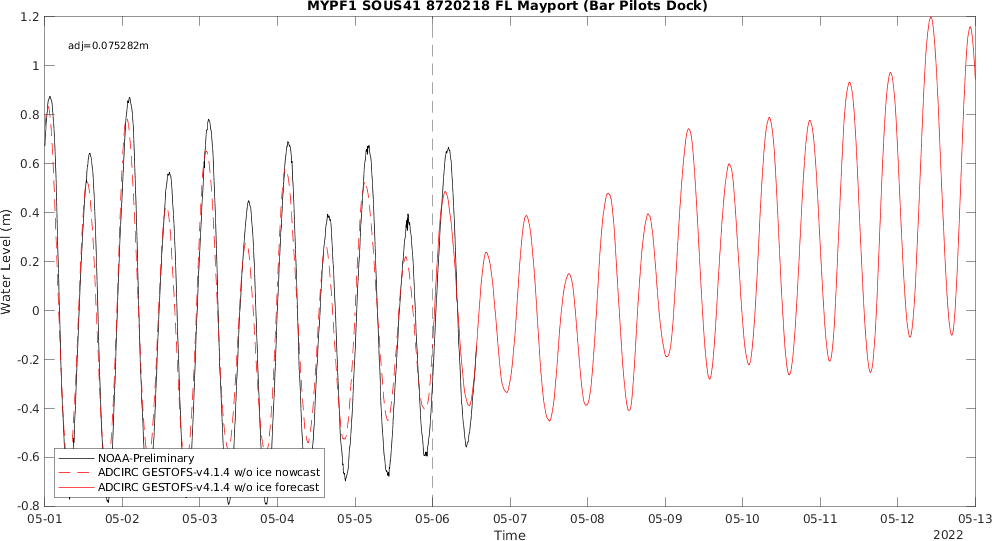 MYPF1 SOUS41 8720218 FL Mayport (Bar Pilots Dock)
adj=0.075282m
1.2
1
0.8
0.6
0.4
0.2
0
-0.2
-0.4
-0.6
-0.8
Water Level (m)
NOAA-Preliminary
ADCIRC GESTOFS-v4.1.4 w/o ice nowcast
ADCIRC GESTOFS-v4.1.4 w/o ice forecast
05-01 05-02 05-03 05-04 05-05 05-06 05-07 05-08 05-09 05-10 05-11 05-12 05-13
Time
2022